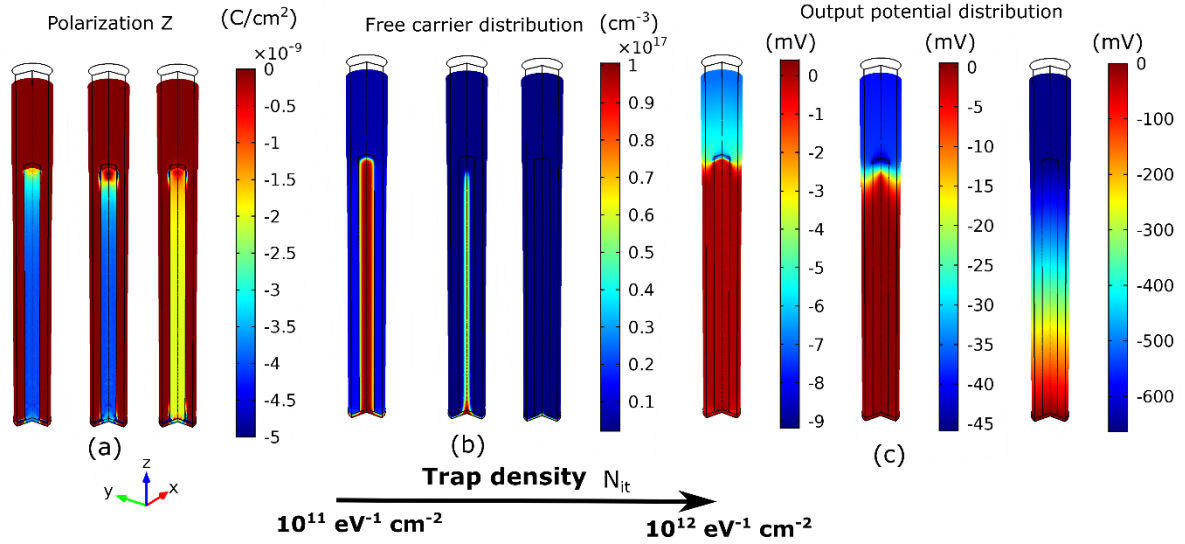 Polarization Z
(C/cm²)
×10⁻⁹
0
-0.5
-1
-1.5
-2
-2.5
-3
-3.5
-4
-4.5
-5
(a)
Free carrier distribution
(cm⁻³)
×10¹⁷
1
0.9
0.8
0.7
0.6
0.5
0.4
0.3
0.2
0.1
(b)
Output potential distribution
(mV)
0
-1
-2
-3
-4
-5
-6
-7
-8
-9
(mV)
0
-5
-10
-15
-20
-25
-30
-35
-40
-45
(mV)
0
-100
-200
-300
-400
-500
-600
(c)
z
y
x
Trap density N_it
10¹¹ eV⁻¹ cm⁻²
10¹² eV⁻¹ cm⁻²